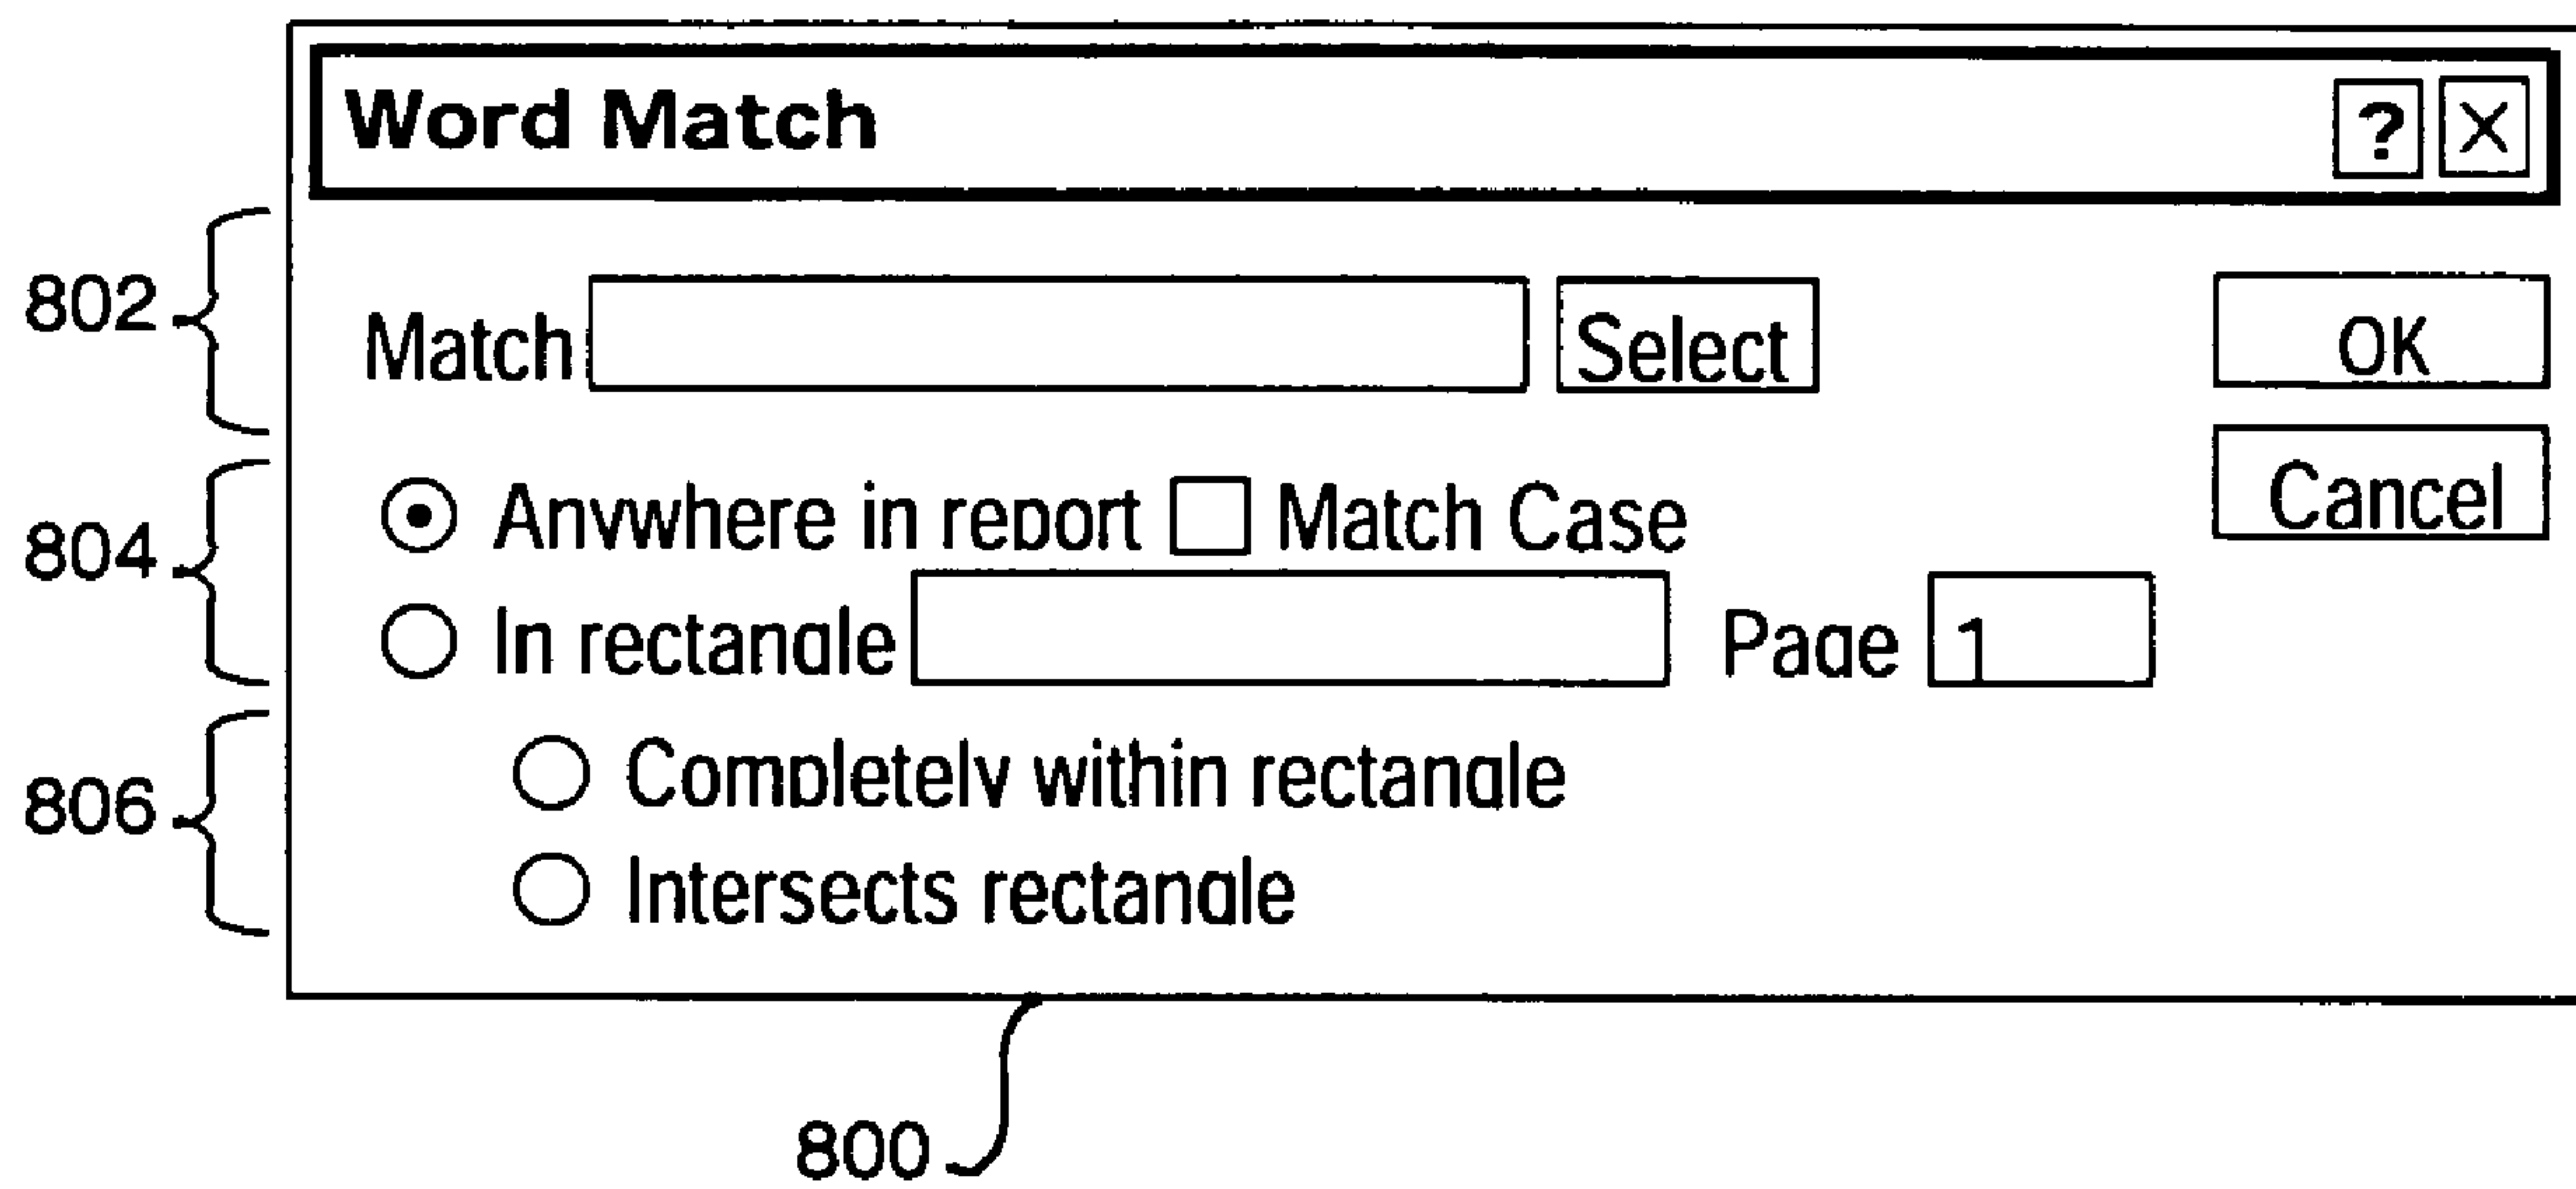 Word Match ? X
802 Match Select OK
Cancel
804 Anywhere in report Match Case
In rectangle Page 1
806 Completely within rectangle
Intersects rectangle
800